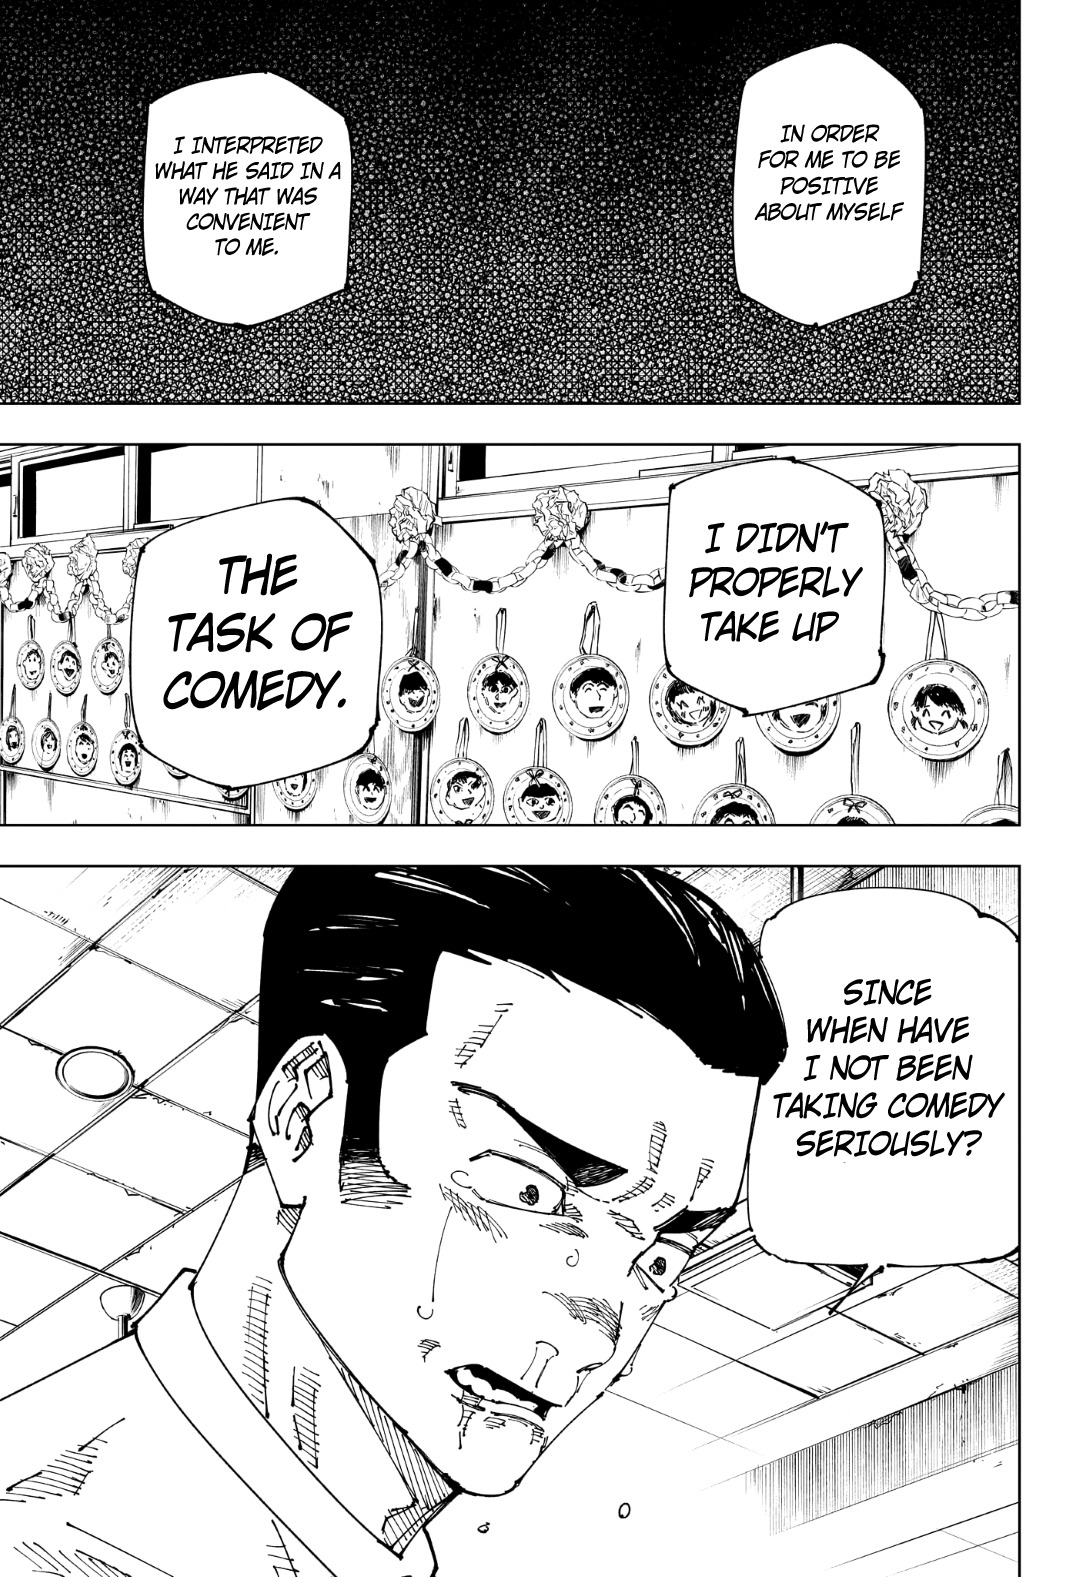 IN ORDER
FOR ME TO BE
POSITIVE
ABOUT MYSELF
I INTERPRETED
WHAT HE SAID IN A
WAY THAT WAS
CONVENIENT
TO ME.
I DIDN'T
PROPERLY
TAKE UP
THE
TASK OF
COMEDY.
SINCE
WHEN HAVE
I NOT BEEN
TAKING COMEDY
SERIOUSLY?